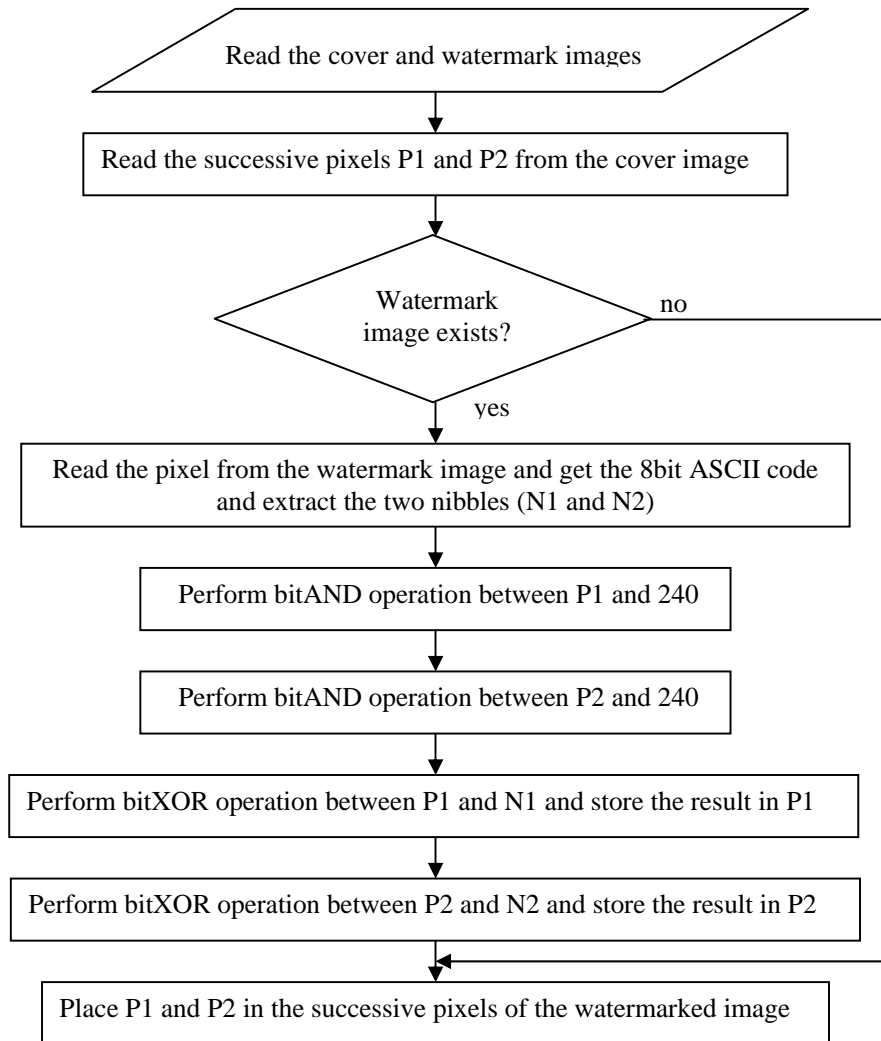 Read the cover and watermark images
Read the successive pixels P1 and P2 from the cover image
Watermark
image exists?
no
yes
Read the pixel from the watermark image and get the 8bit ASCII code
and extract the two nibbles (N1 and N2)
Perform bitAND operation between P1 and 240
Perform bitAND operation between P2 and 240
Perform bitXOR operation between P1 and N1 and store the result in P1
Perform bitXOR operation between P2 and N2 and store the result in P2
Place P1 and P2 in the successive pixels of the watermarked image